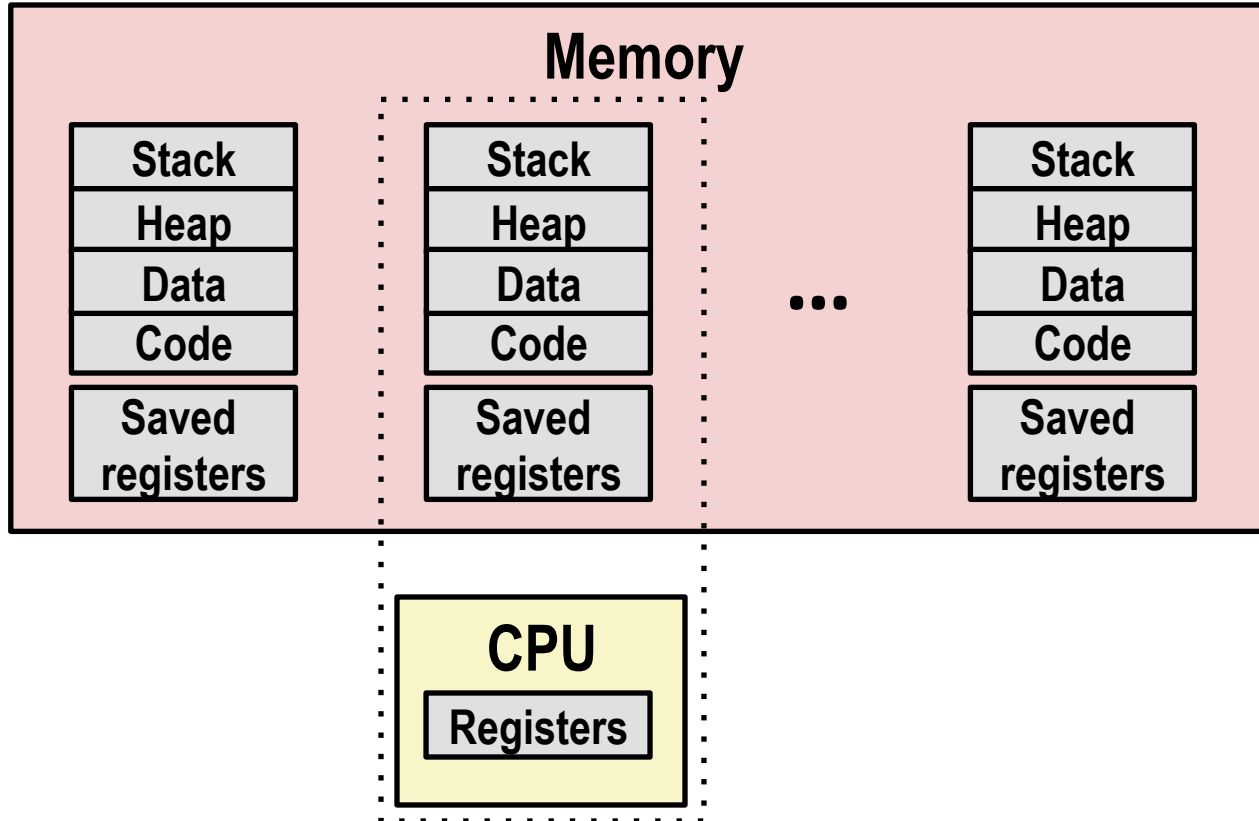 Memory
Stack
Heap
Data
Code
Saved
registers
Stack
Heap
Data
Code
Saved
registers
...
Stack
Heap
Data
Code
Saved
registers
CPU
Registers